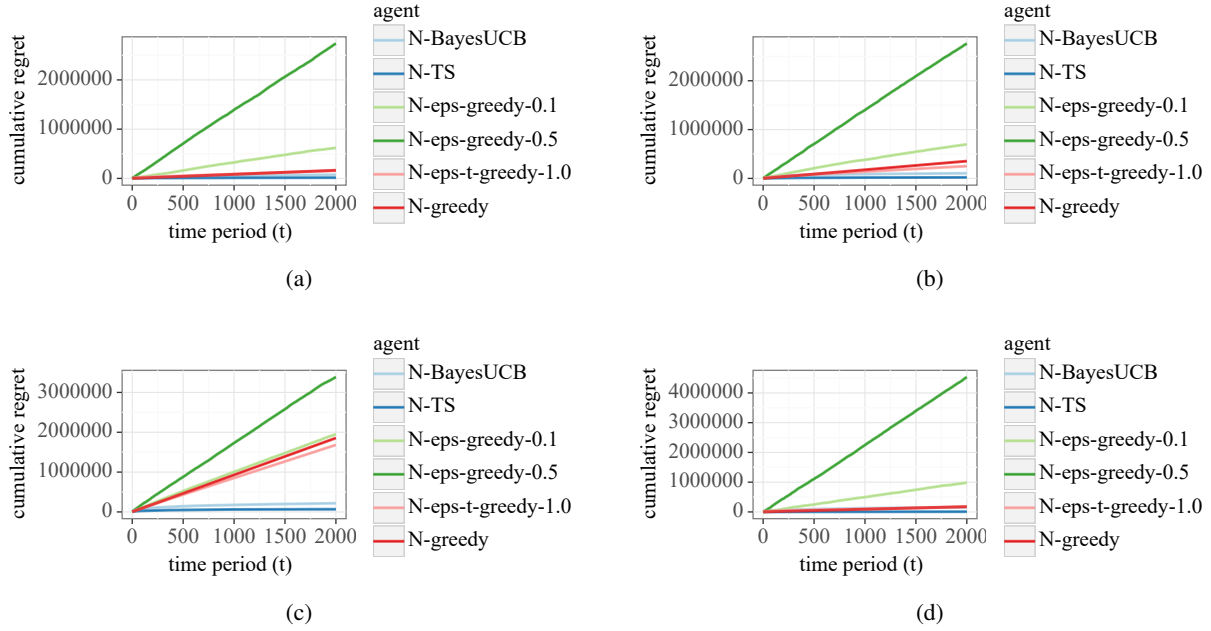 agent
N-BayesUCB
N-TS
N-eps-greedy-0.1
N-eps-greedy-0.5
N-eps-t-greedy-1.0
N-greedy
cumulative regret
2000000
1000000
0
0 500 1000 1500 2000
time period (t)
(a)
agent
N-BayesUCB
N-TS
N-eps-greedy-0.1
N-eps-greedy-0.5
N-eps-t-greedy-1.0
N-greedy
cumulative regret
2000000
1000000
0
0 500 1000 1500 2000
time period (t)
(b)
agent
N-BayesUCB
N-TS
N-eps-greedy-0.1
N-eps-greedy-0.5
N-eps-t-greedy-1.0
N-greedy
cumulative regret
3000000
2000000
1000000
0
0 500 1000 1500 2000
time period (t)
(c)
agent
N-BayesUCB
N-TS
N-eps-greedy-0.1
N-eps-greedy-0.5
N-eps-t-greedy-1.0
N-greedy
cumulative regret
4000000
3000000
2000000
1000000
0
0 500 1000 1500 2000
time period (t)
(d)